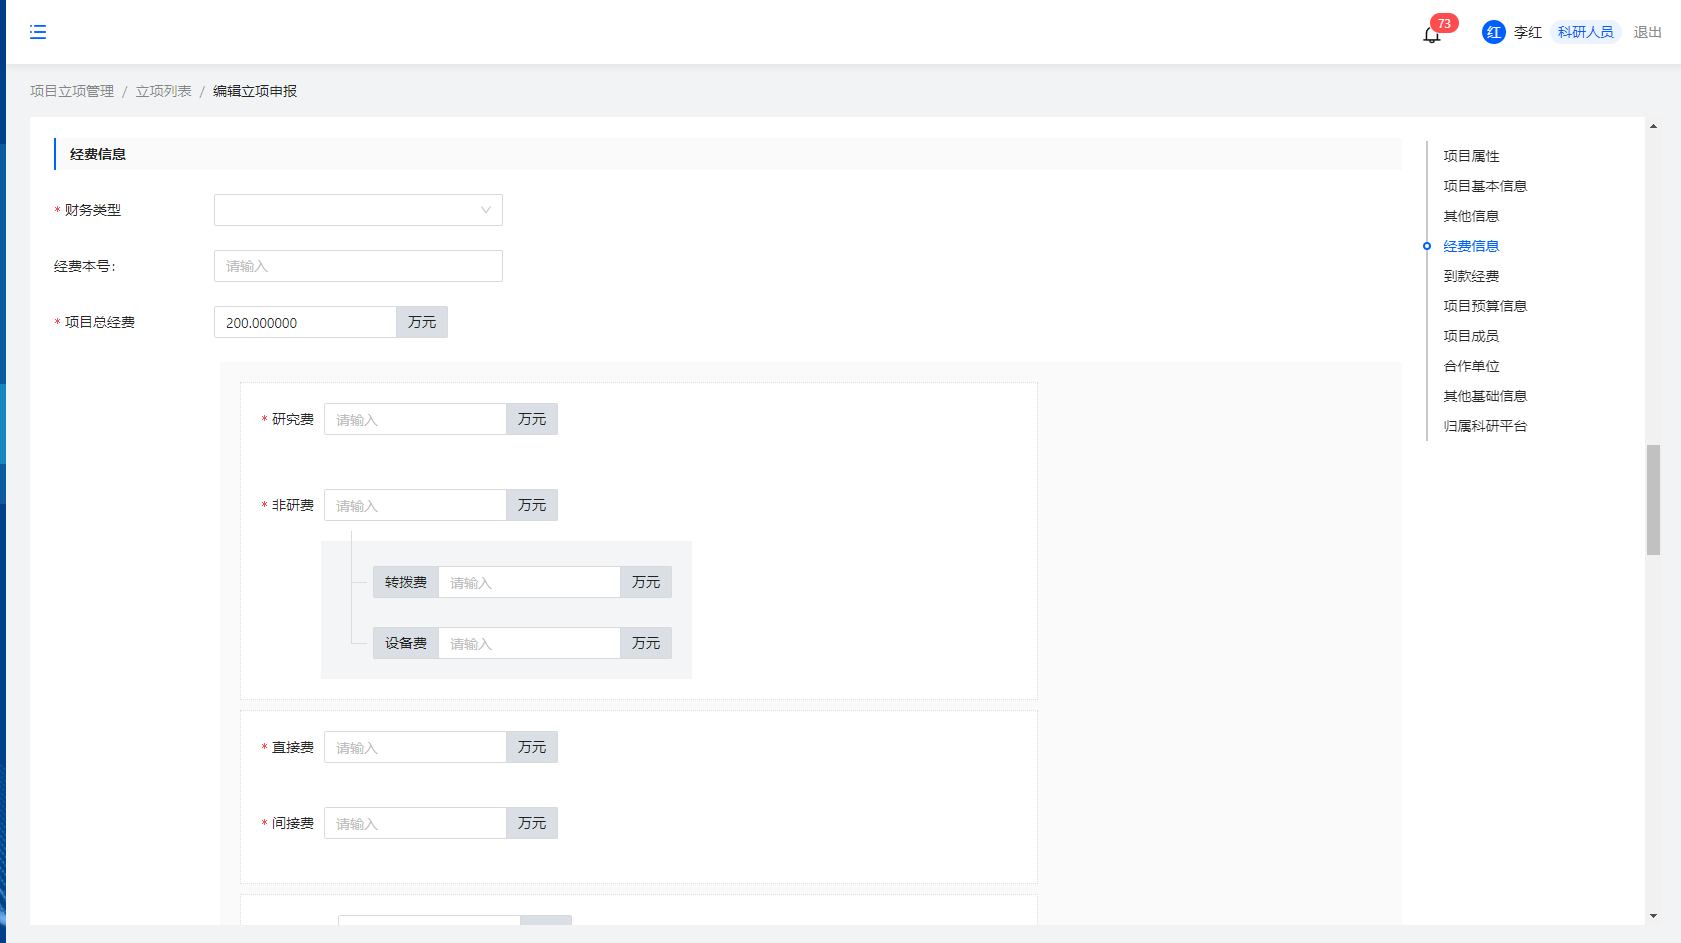 73
红 李红 科研人员 退出
项目立项管理 / 立项列表 / 编辑立项申报
经费信息
* 财务类型
经费本号:
请输入
* 项目总经费
200.000000
万元
* 研究费
请输入
万元
* 非研费
请输入
万元
转拨费
请输入
万元
设备费
请输入
万元
* 直接费
请输入
万元
* 间接费
请输入
万元
项目属性
项目基本信息
其他信息
经费信息
到款经费
项目预算信息
项目成员
合作单位
其他基础信息
归属科研平台